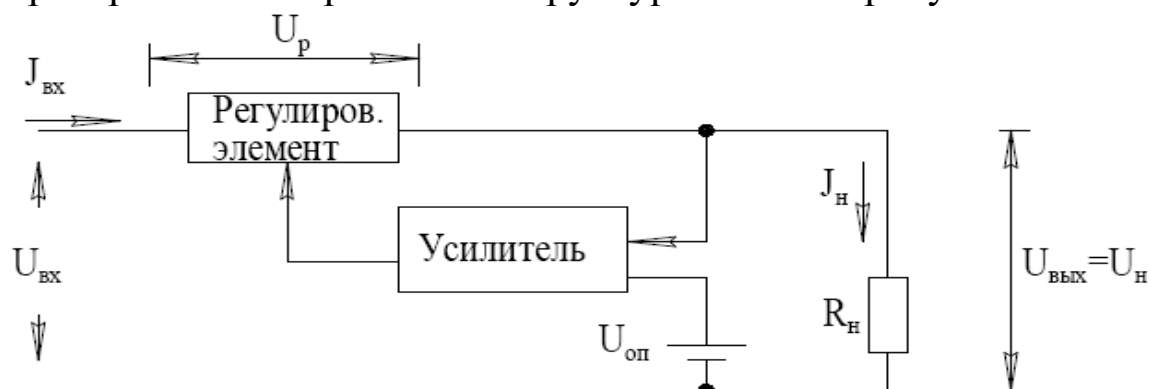 U_р
J_вх
Регулиров.
элемент
J_н
Усилитель
U_вх
U_вых=U_н
R_н
U_оп